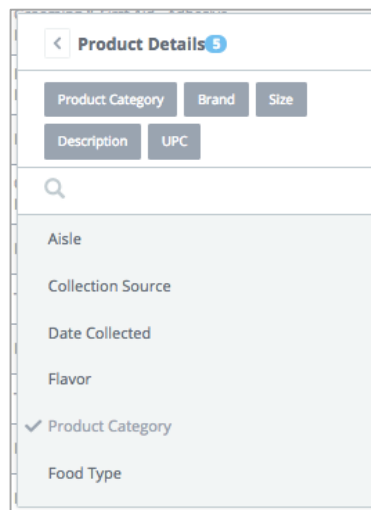 Product Details 5
Product Category Brand Size
Description UPC
Aisle
Collection Source
Date Collected
Flavor
Product Category
Food Type